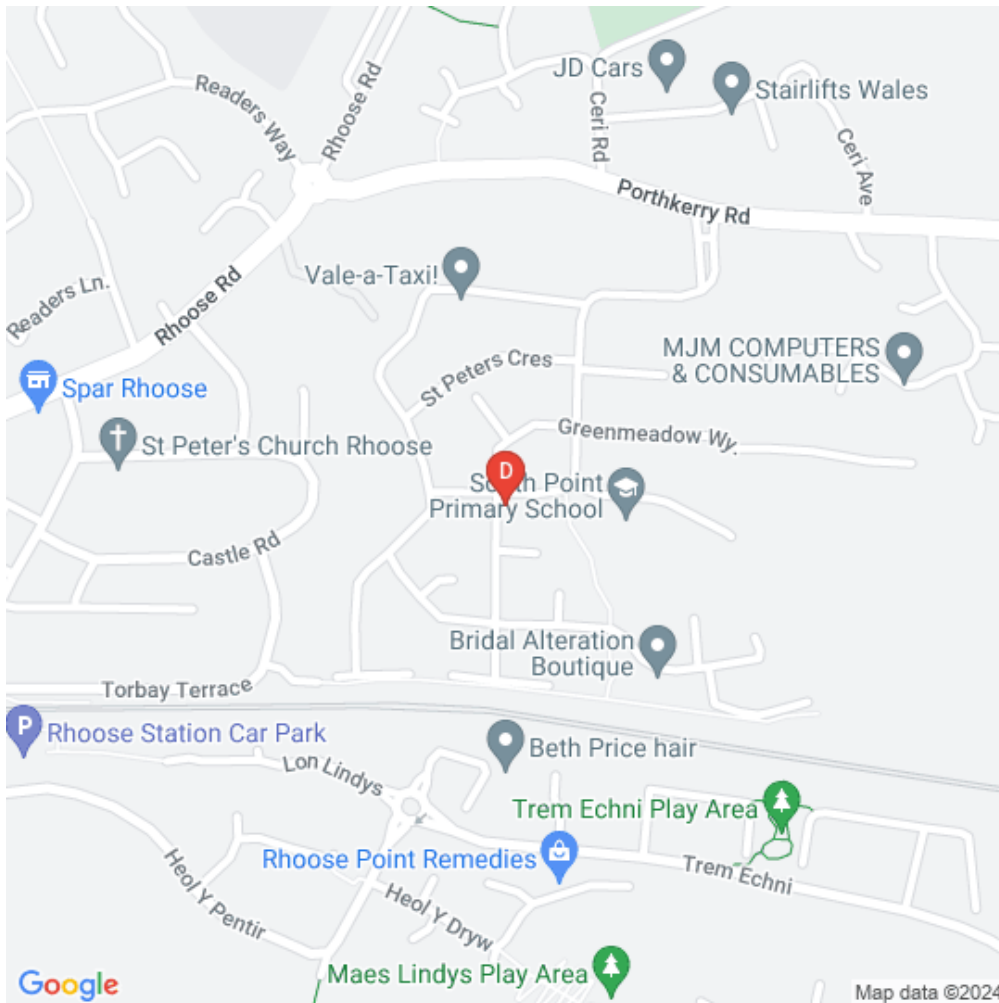 JD Cars
Stairlifts Wales
Readers Way
Rhoose Rd
Ceri Rd
Ceri Ave
Porthkerry Rd
Vale-a-Taxi!
Readers Ln.
Rhoose Rd
St Peters Cres
MJM COMPUTERS
& CONSUMABLES
Spar Rhoose
St Peter's Church Rhoose
Greenmeadow Wy.
D
South Point
Primary School
Castle Rd
Bridal Alteration
Boutique
Torbay Terrace
P
Rhoose Station Car Park
Beth Price hair
Lon Lindys
Trem Echni Play Area
Rhoose Point Remedies
Trem Echni
Heol Y Pentir
Heol Y Dryw
Maes Lindys Play Area
Google
Map data ©2024